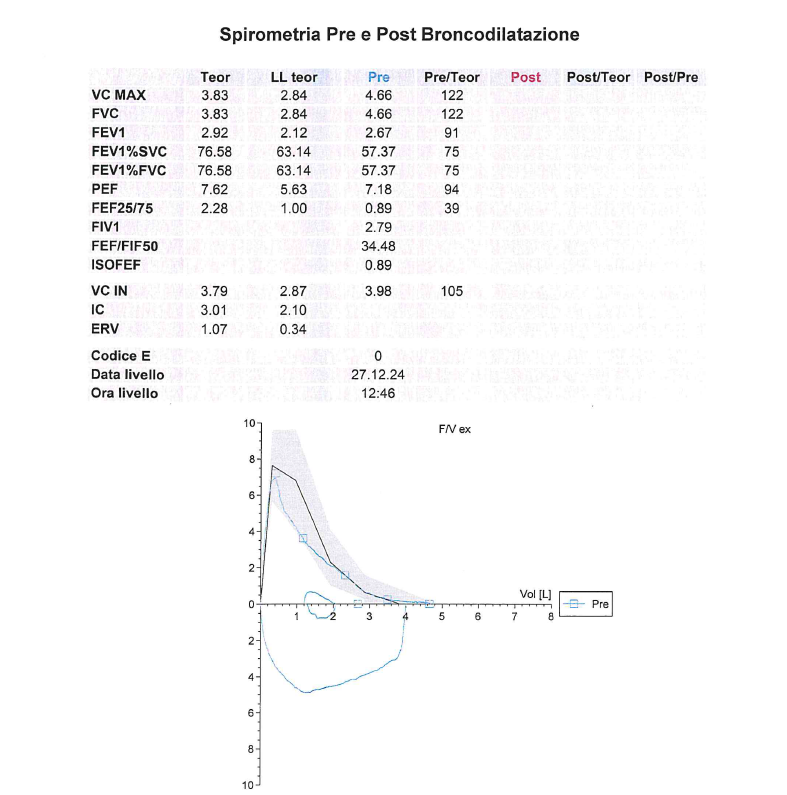 Spirometria Pre e Post Broncodilatazione
Teor LL teor Pre Pre/Teor Post Post/Teor Post/Pre
VC MAX 3.83 2.84 4.66 122
FVC 3.83 2.84 4.66 122
FEV1 2.92 2.12 2.67 91
FEV1%SVC 76.58 63.14 57.37 75
FEV1%FVC 76.58 63.14 57.37 75
PEF 7.62 5.63 7.18 94
FEF25/75 2.28 1.00 0.89 39
FIV1 2.79
FEF/FIF50 34.48
ISOFEF 0.89
VC IN 3.79 2.87 3.98 105
IC 3.01 2.10
ERV 1.07 0.34
Codice E 0
Data livello 27.12.24
Ora livello 12:46
F/V ex
10
8
6
4
2
0
Vol [L]
Pre
1 2 3 4 5 6 7 8
2
4
6
8
10